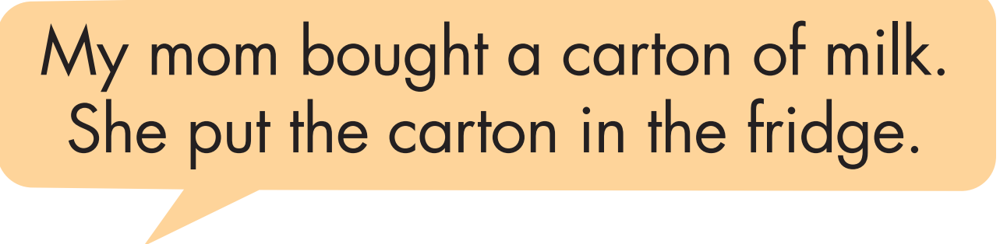 My mom bought a carton of milk.
She put the carton in the fridge.